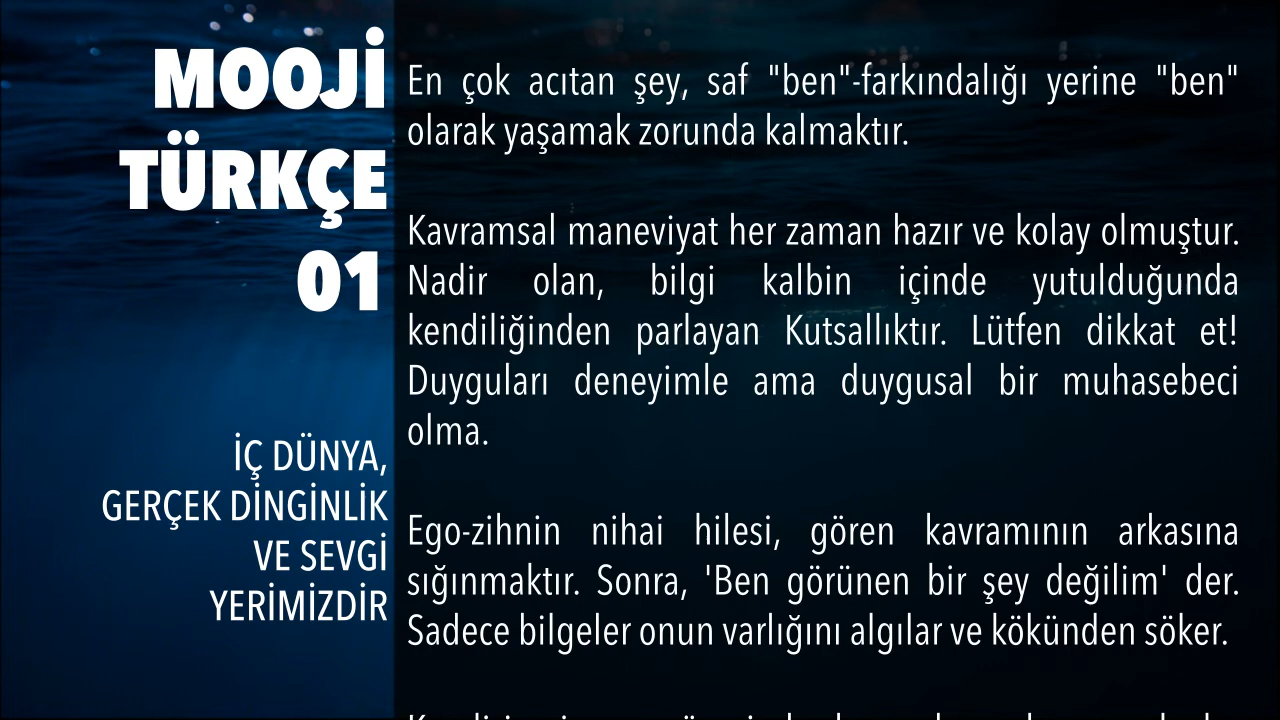 MOOJİ
TÜRKÇE
01
İÇ DÜNYA,
GERÇEK DİNGİNLİK
VE SEVGİ
YERİMİZDİR
En çok acıtan şey, saf "ben"-farkındalığı yerine "ben"
olarak yaşamak zorunda kalmaktır.
Kavramsal maneviyat her zaman hazır ve kolay olmuştur.
Nadir olan, bilgi kalbin içinde yutulduğunda
kendiliğinden parlayan Kutsallıktır. Lütfen dikkat et!
Duyguları deneyimle ama duygusal bir muhasebeci
olma.
Ego-zihnin nihai hilesi, gören kavramının arkasına
sığınmaktır. Sonra, 'Ben görünen bir şey değilim' der.
Sadece bilgeler onun varlığını algılar ve kökünden söker.